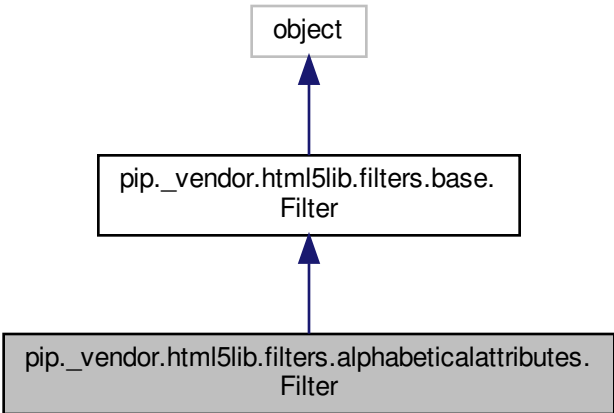 object
pip._vendor.html5lib.filters.base.
Filter
pip._vendor.html5lib.filters.alphabeticalattributes.
Filter